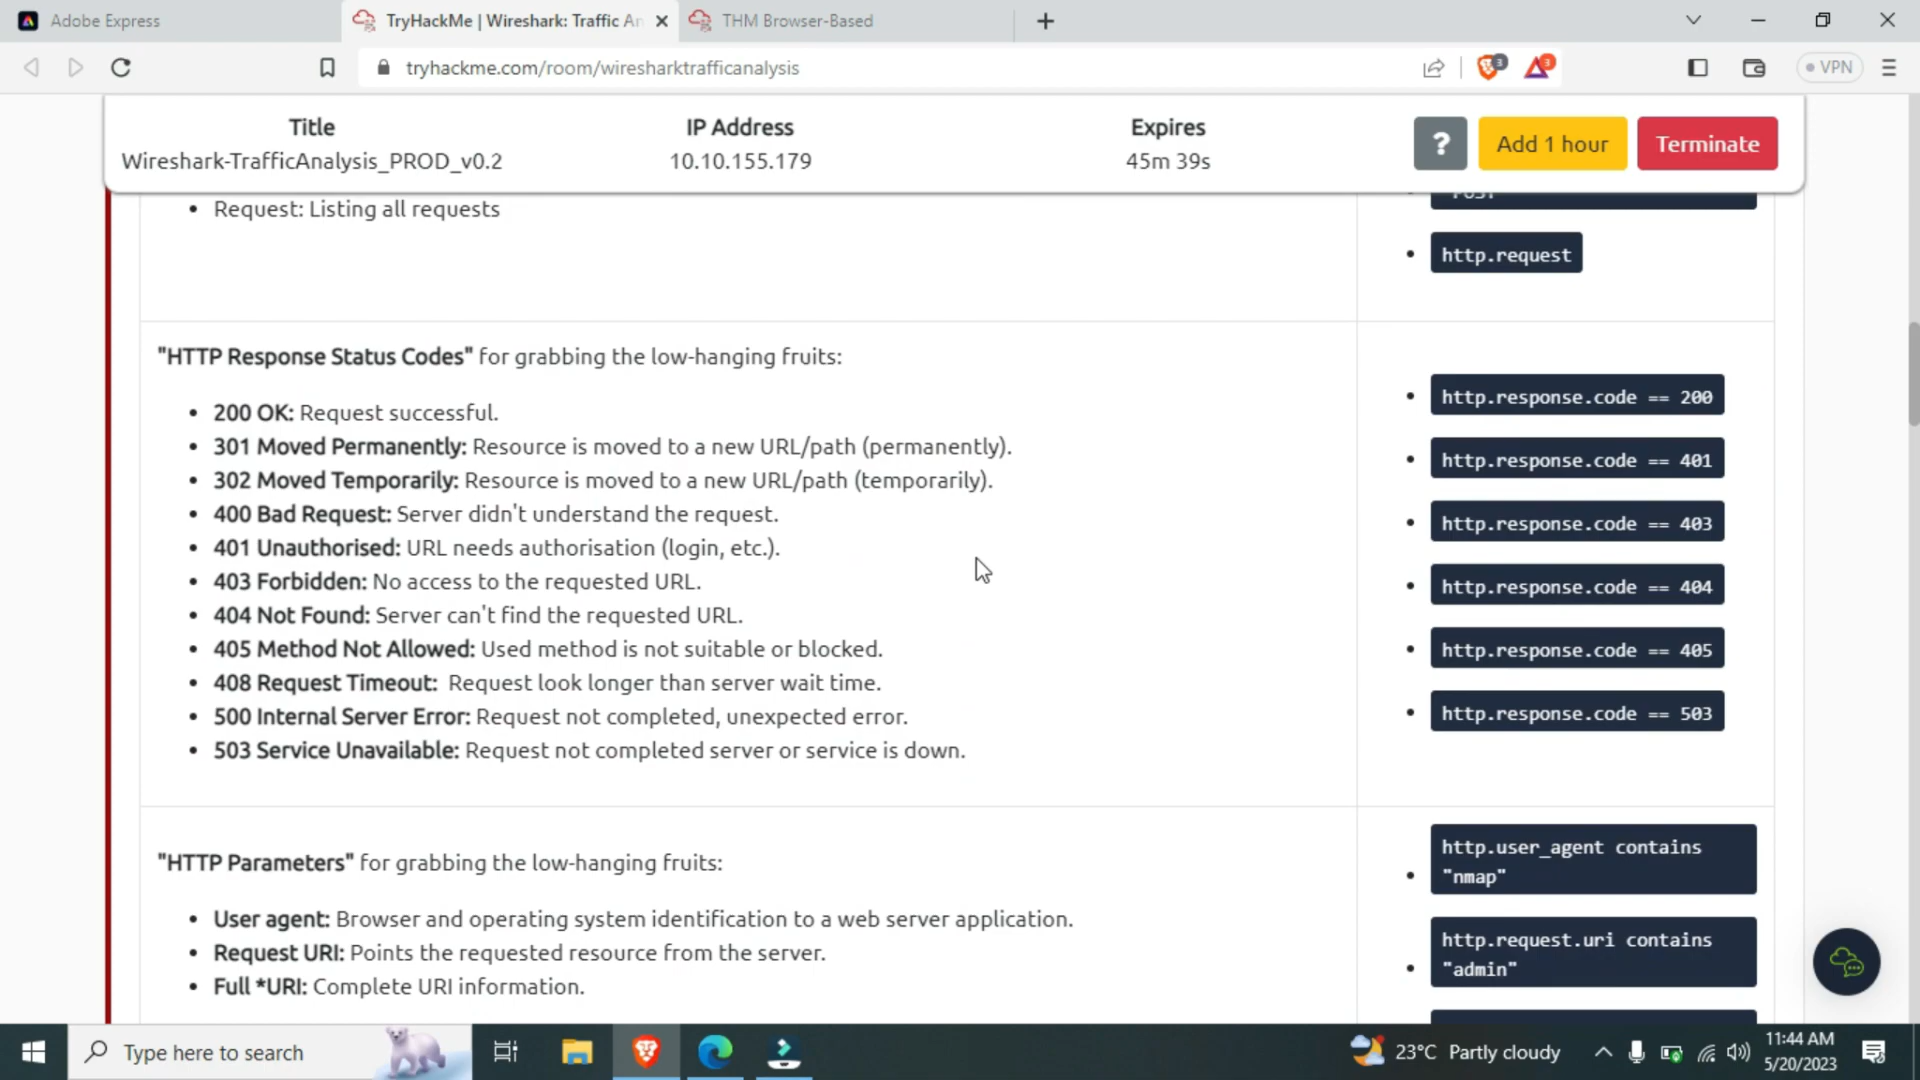 Adobe Express
TryHackMe | Wireshark: Traffic An
THM Browser-Based
tryhackme.com/room/wiresharktrafficanalysis
3
3
VPN
Title
IP Address
Expires
Wireshark-TrafficAnalysis_PROD_v0.2
10.10.155.179
45m 39s
?
Add 1 hour
Terminate
Request: Listing all requests
http.request
"HTTP Response Status Codes" for grabbing the low-hanging fruits:
200 OK: Request successful.
301 Moved Permanently: Resource is moved to a new URL/path (permanently).
302 Moved Temporarily: Resource is moved to a new URL/path (temporarily).
400 Bad Request: Server didn't understand the request.
401 Unauthorised: URL needs authorisation (login, etc.).
403 Forbidden: No access to the requested URL.
404 Not Found: Server can't find the requested URL.
405 Method Not Allowed: Used method is not suitable or blocked.
408 Request Timeout:  Request look longer than server wait time.
500 Internal Server Error: Request not completed, unexpected error.
503 Service Unavailable: Request not completed server or service is down.
http.response.code == 200
http.response.code == 401
http.response.code == 403
http.response.code == 404
http.response.code == 405
http.response.code == 503
"HTTP Parameters" for grabbing the low-hanging fruits:
User agent: Browser and operating system identification to a web server application.
Request URI: Points the requested resource from the server.
Full *URI: Complete URI information.
http.user_agent contains
"nmap"
http.request.uri contains
"admin"
Type here to search
23°C Partly cloudy
11:44 AM
5/20/2023